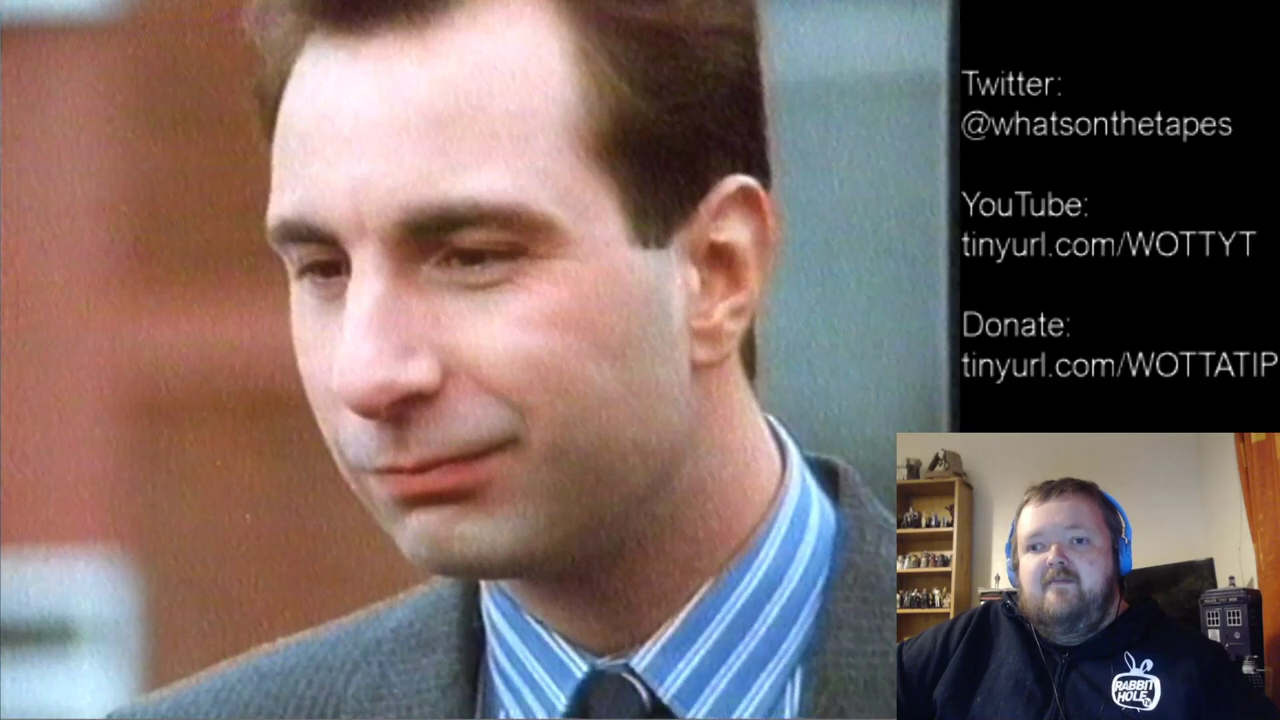 Twitter:
@whatsonthetapes
YouTube:
tinyurl.com/WOTTYT
Donate:
tinyurl.com/WOTTATIP
RABBIT
HOLE